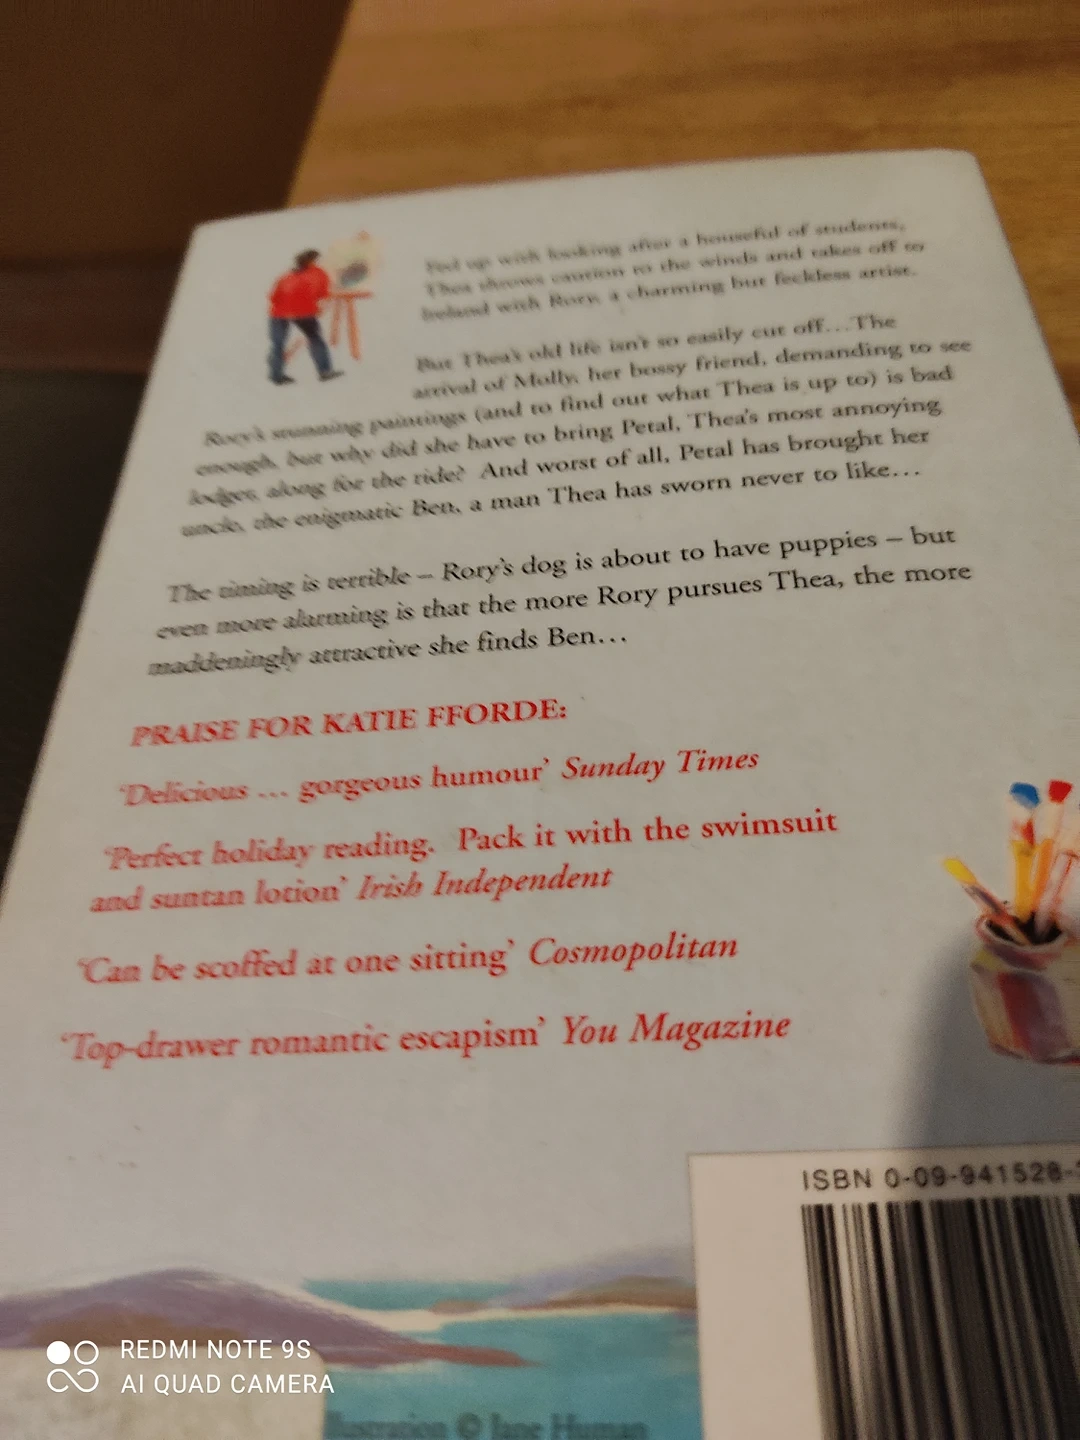 Fed up with looking after a houseful of students,
Thea throws caution to the winds and takes off to
Ireland with Rory, a charming but feckless artist.
But Thea's old life isn't so easily cut off…The
arrival of Molly, her bossy friend, demanding to see
Rory's stunning paintings (and to find out what Thea is up to) is bad
enough, but why did she have to bring Petal, Thea's most annoying
lodger, along for the ride? And worst of all, Petal has brought her
uncle, the enigmatic Ben, a man Thea has sworn never to like…
The timing is terrible – Rory's dog is about to have puppies – but
even more alarming is that the more Rory pursues Thea, the more
maddeningly attractive she finds Ben…
PRAISE FOR KATIE FFORDE:
'Delicious … gorgeous humour' Sunday Times
'Perfect holiday reading. Pack it with the swimsuit
and suntan lotion' Irish Independent
'Can be scoffed at one sitting' Cosmopolitan
'Top-drawer romantic escapism' You Magazine
ISBN 0-09-941528-
REDMI NOTE 9S
AI QUAD CAMERA
Illustration © Jane Human